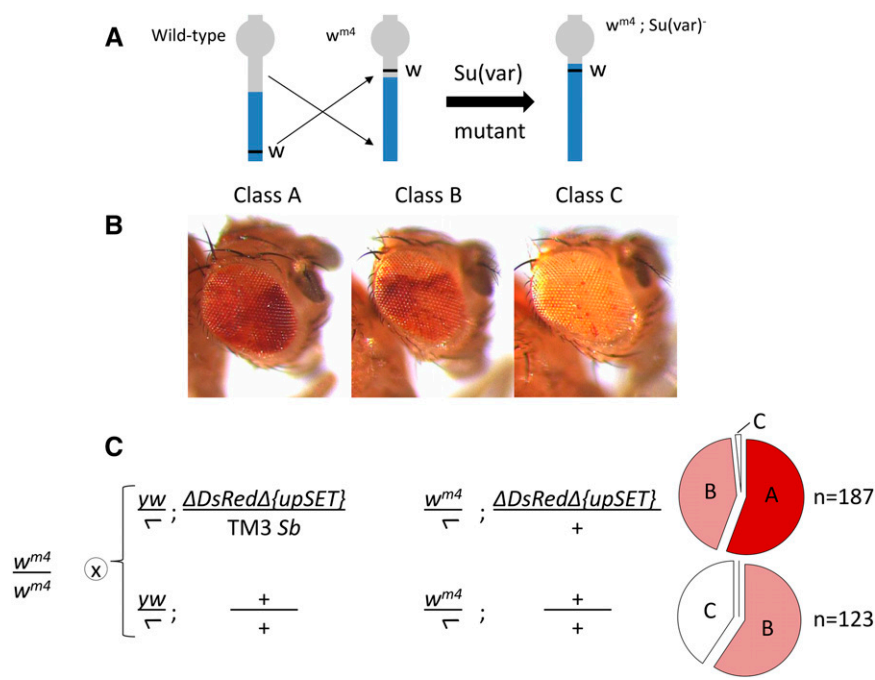 A
Wild-type
w
w^m4
w
Su(var)
mutant
w^m4 ; Su(var)^-
w
Class A
Class B
Class C
B
C
w^m4
w^m4
x
yw
; ΔDsRedΔ{upSET}
TM3 Sb
w^m4
; ΔDsRedΔ{upSET}
+
C
B
A
n=187
yw
; +
+
w^m4
; +
+
C
B
n=123